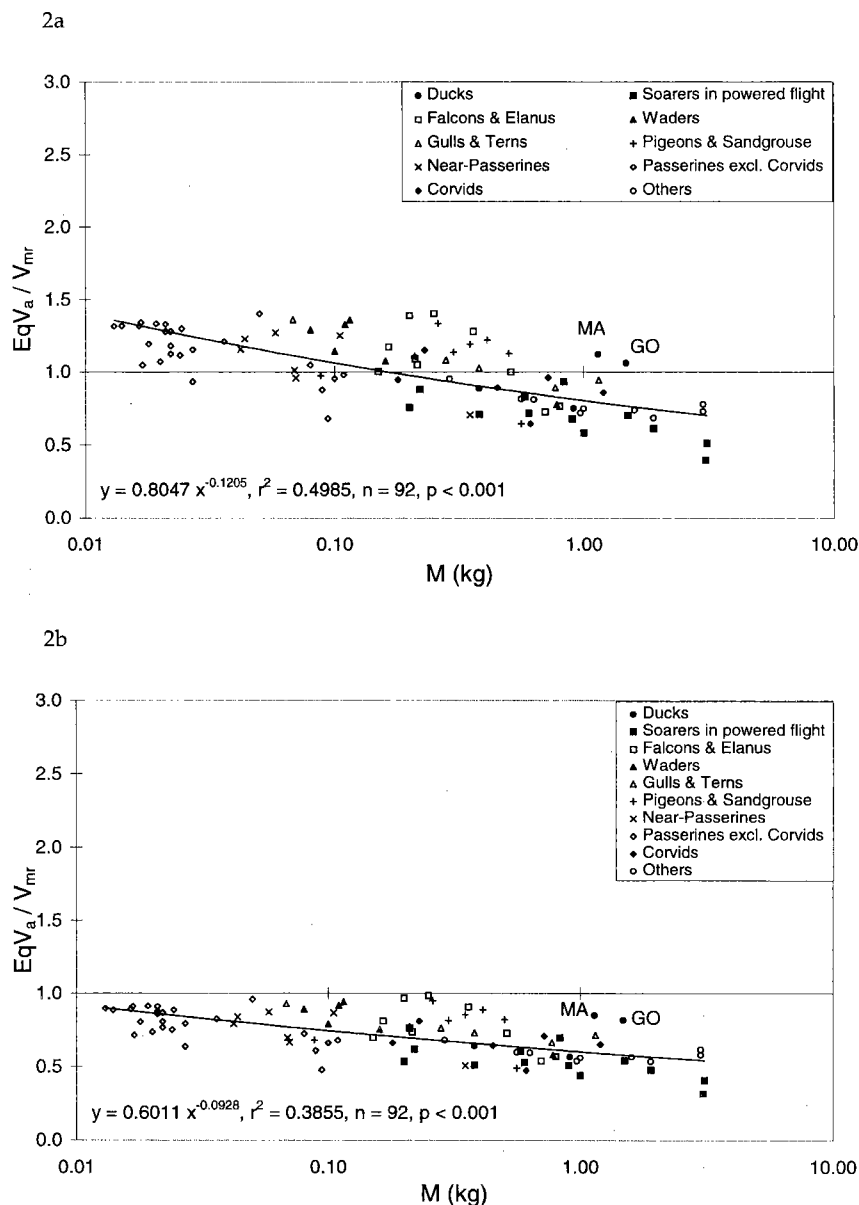 2a
3.0
2.5
2.0
1.5
1.0
0.5
0.0
EqVa / Vmr
● Ducks
■ Soarers in powered flight
□ Falcons & Elanus
▲ Waders
△ Gulls & Terns
+ Pigeons & Sandgrouse
× Near-Passerines
◇ Passerines excl. Corvids
◆ Corvids
○ Others
MA
GO
y = 0.8047 x^-0.1205, r^2 = 0.4985, n = 92, p < 0.001
0.01 0.10 1.00 10.00
M (kg)
2b
3.0
2.5
2.0
1.5
1.0
0.5
0.0
EqVa / Vmr
● Ducks
■ Soarers in powered flight
□ Falcons & Elanus
▲ Waders
△ Gulls & Terns
+ Pigeons & Sandgrouse
× Near-Passerines
◇ Passerines excl. Corvids
◆ Corvids
○ Others
MA
GO
y = 0.6011 x^-0.0928, r^2 = 0.3855, n = 92, p < 0.001
0.01 0.10 1.00 10.00
M (kg)